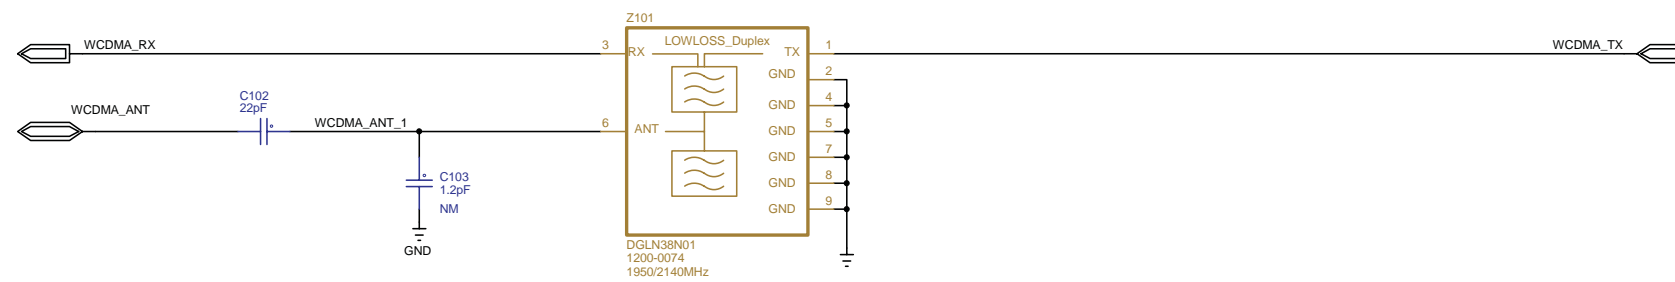 Z101
WCDMA_RX
3
RX
LOWLOSS_Duplex
TX
1
WCDMA_TX
GND
2
C102
22pF
WCDMA_ANT
GND
4
WCDMA_ANT_1
6
ANT
GND
5
GND
7
C103
1.2pF
NM
GND
8
GND
9
GND
DGLN38N01
1200-0074
1950/2140MHz